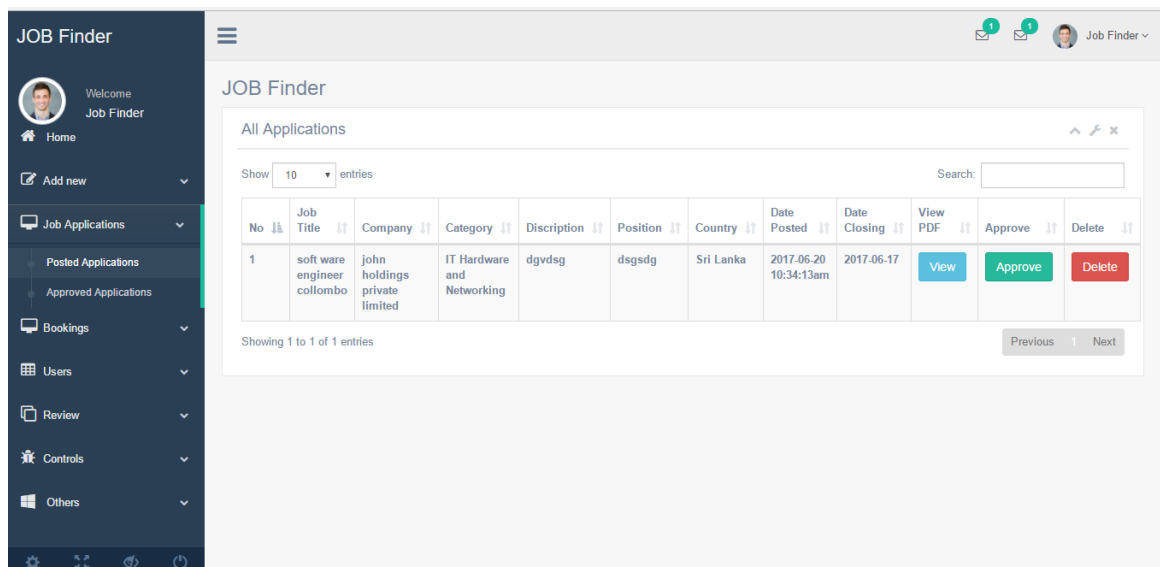 JOB Finder
1
1
Job Finder
Welcome
Job Finder
Home
Add new
Job Applications
Posted Applications
Approved Applications
Bookings
Users
Review
Controls
Others
JOB Finder
All Applications
Show 10 entries
Search:
No
Job
Title
Company
Category
Discription
Position
Country
Date
Posted
Date
Closing
View
PDF
Approve
Delete
1
soft ware
engineer
collombo
john
holdings
private
limited
IT Hardware
and
Networking
dgvdsg
dsgsdg
Sri Lanka
2017-06-20
10:34:13am
2017-06-17
View
Approve
Delete
Showing 1 to 1 of 1 entries
Previous 1 Next